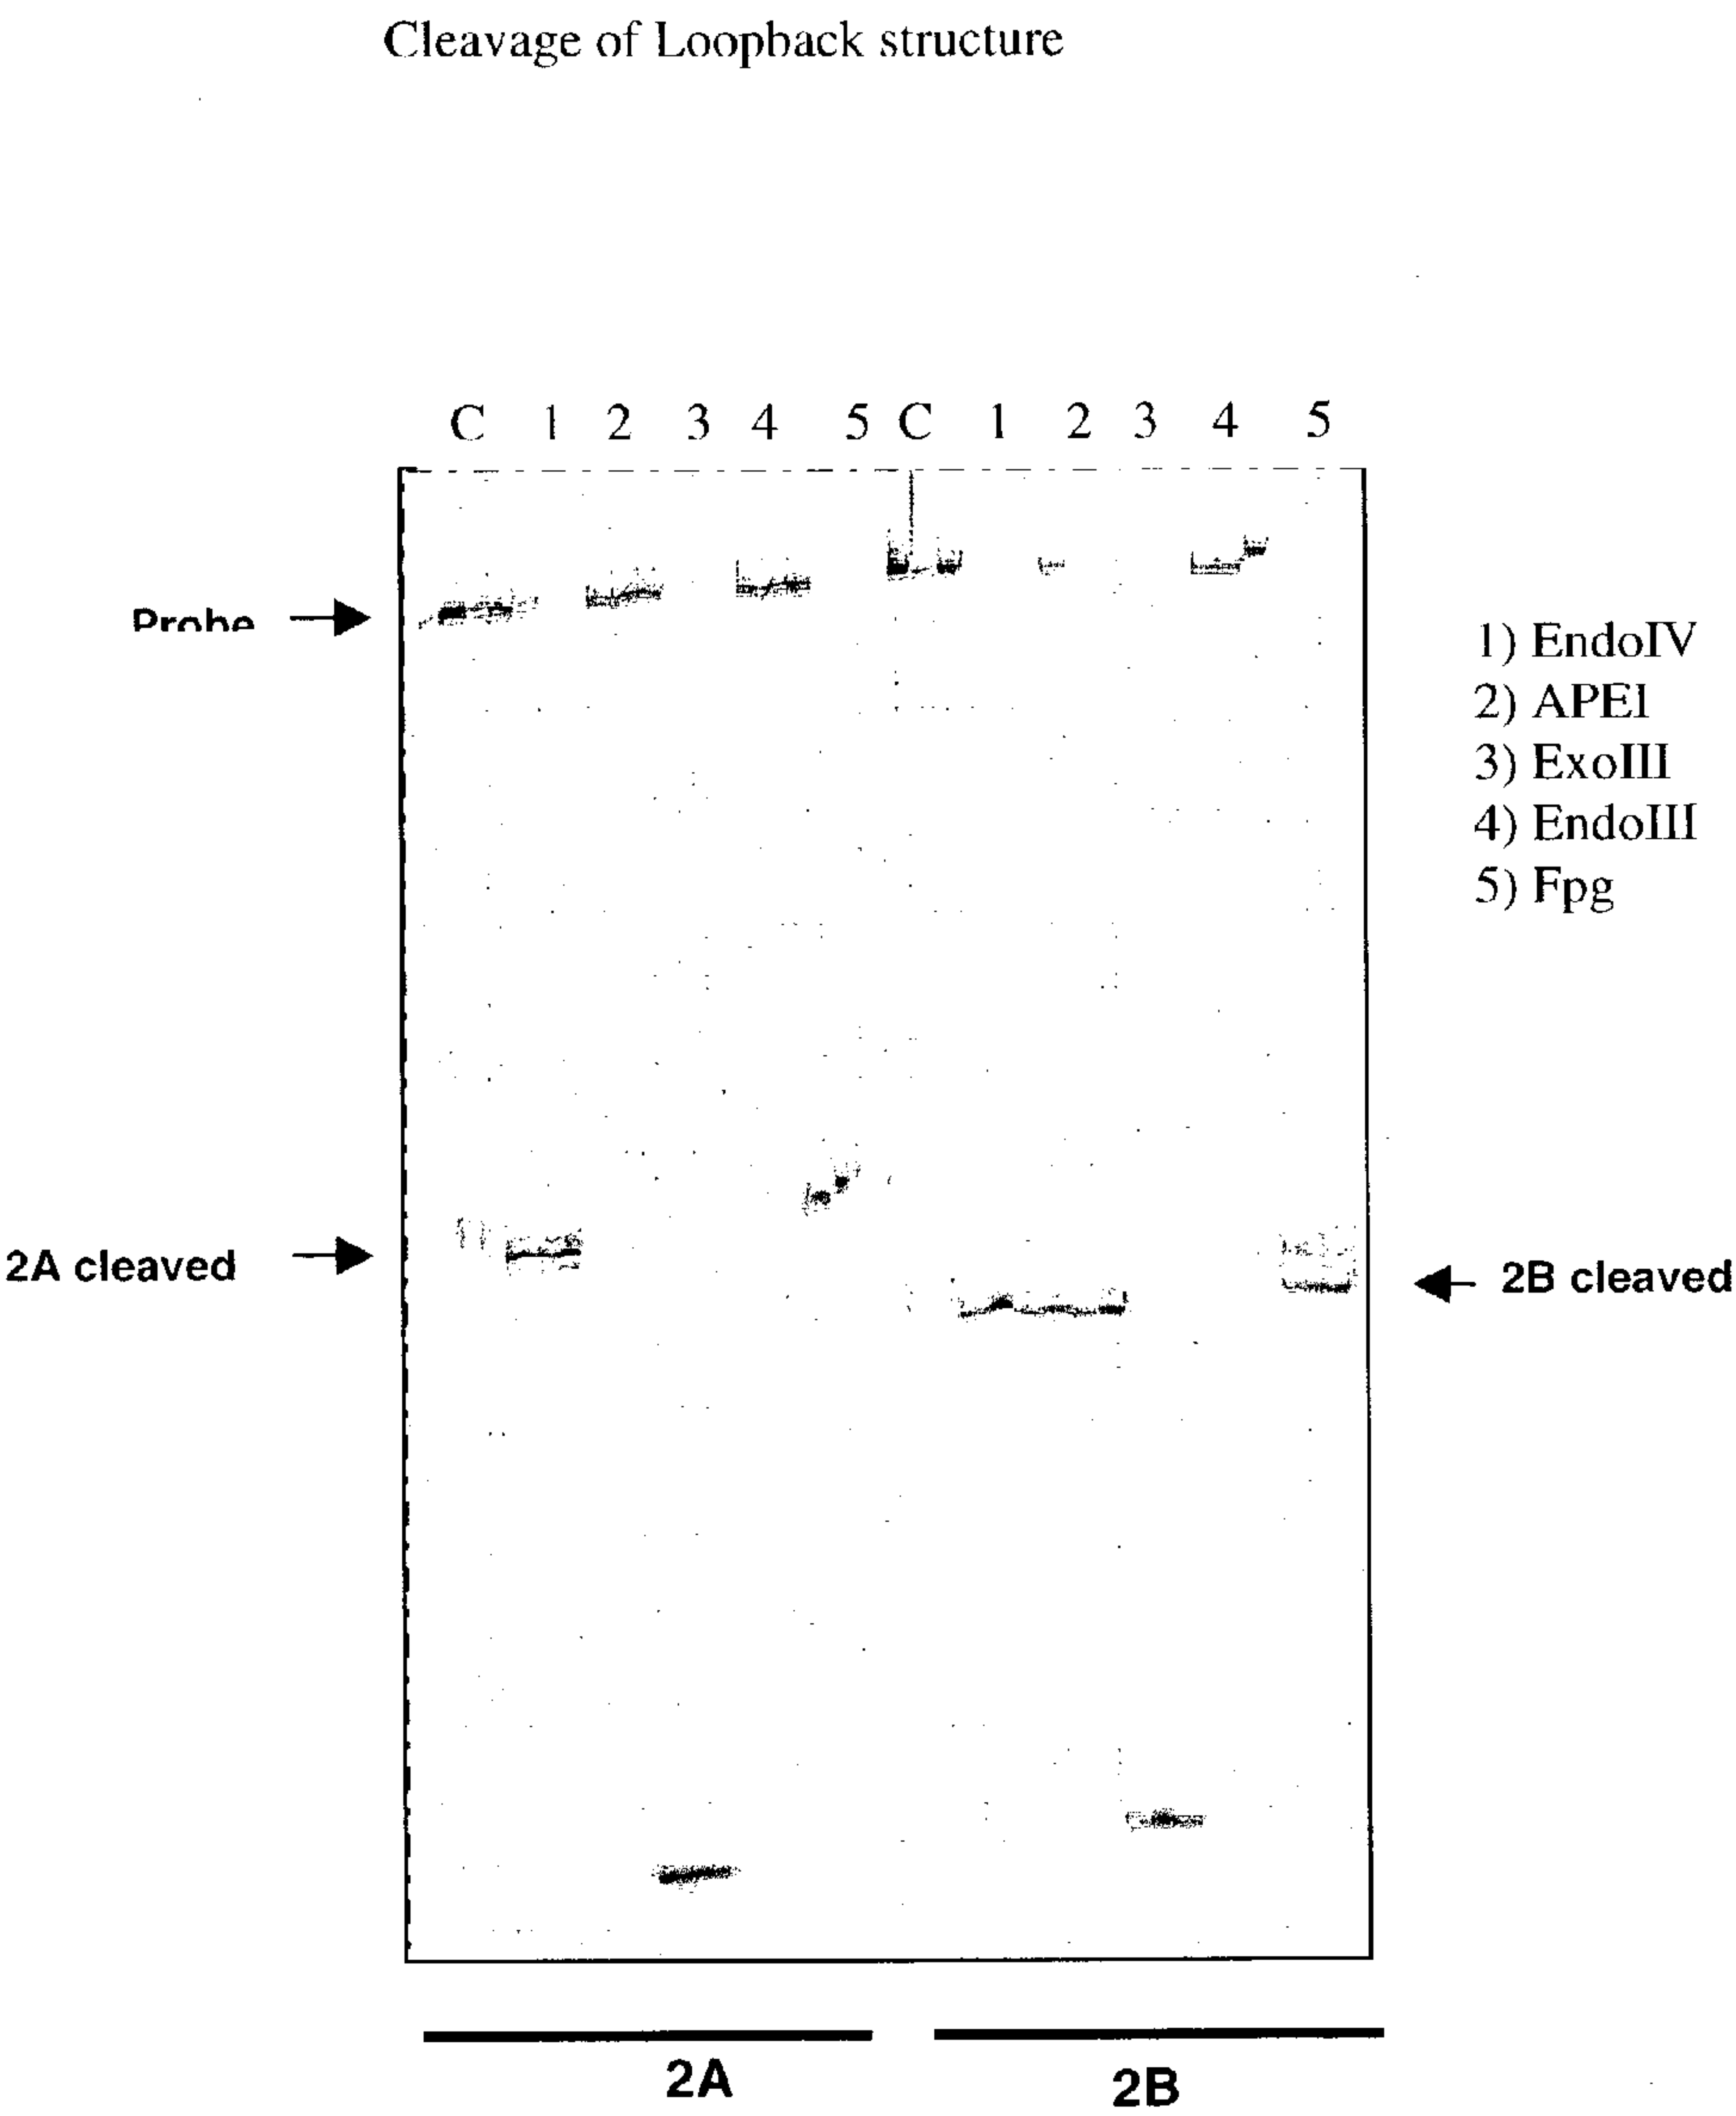 Cleavage of Loopback structure
C 1 2 3 4 5 C 1 2 3 4 5
Probe
1) EndoIV
2) APEI
3) ExoIII
4) EndoIII
5) Fpg
2A cleaved
2B cleaved
2A
2B